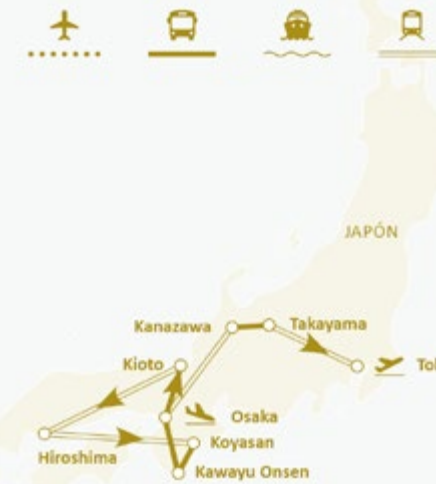 JAPÓN
Kanazawa
Takayama
Kioto
Osaka
Koyasan
Hiroshima
Kawayu Onsen